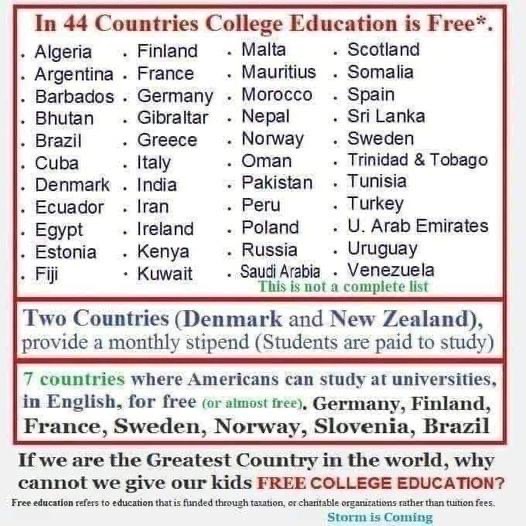 In 44 Countries College Education is Free*.
. Algeria . Finland . Malta . Scotland
. Argentina . France . Mauritius . Somalia
. Barbados . Germany . Morocco . Spain
. Bhutan . Gibraltar . Nepal . Sri Lanka
. Brazil . Greece . Norway . Sweden
. Cuba . Italy . Oman . Trinidad & Tobago
. Denmark . India . Pakistan . Tunisia
. Ecuador . Iran . Peru . Turkey
. Egypt . Ireland . Poland . U. Arab Emirates
. Estonia . Kenya . Russia . Uruguay
. Fiji . Kuwait . Saudi Arabia . Venezuela
This is not a complete list
Two Countries (Denmark and New Zealand),
provide a monthly stipend (Students are paid to study)
7 countries where Americans can study at universities,
in English, for free (or almost free). Germany, Finland,
France, Sweden, Norway, Slovenia, Brazil
If we are the Greatest Country in the world, why
cannot we give our kids FREE COLLEGE EDUCATION?
Free education refers to education that is funded through taxation, or charitable organizations rather than tuition fees.
Storm is Coming